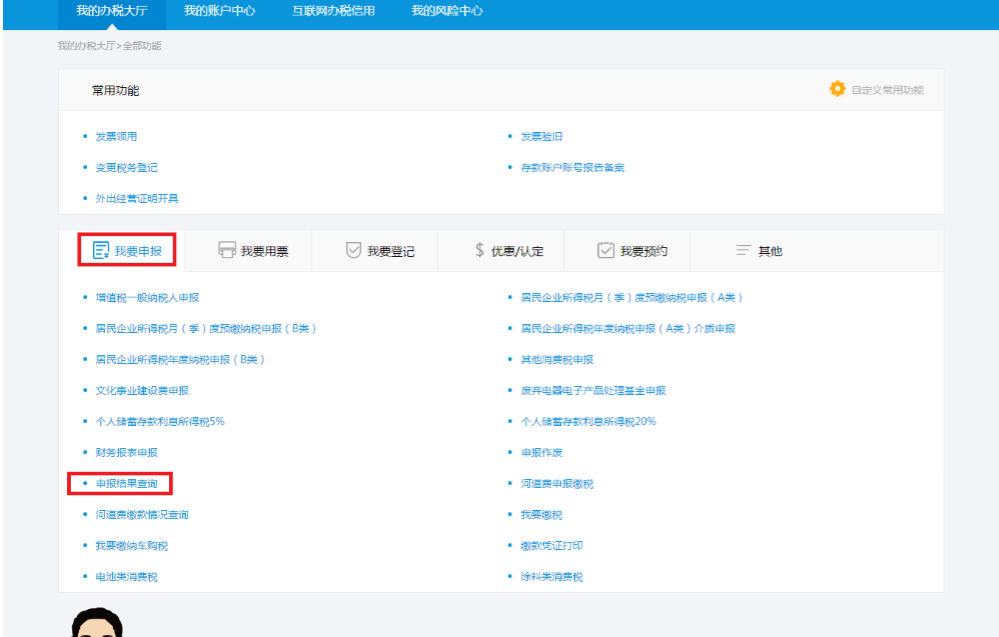 我的办税大厅 我的账户中心 互联网办税信用 我的风险中心
我的办税大厅>全部功能
常用功能 自定义常用功能
• 发票领用 • 发票验旧
• 变更税务登记 • 存款账户账号报告备案
• 外出经营证明开具
我要申报 我要用票 我要登记 优惠/认定 我要预约 其他
• 增值税一般纳税人申报 • 居民企业所得税月（季）度预缴纳税申报（A类）
• 居民企业所得税月（季）度预缴纳税申报（B类） • 居民企业所得税年度纳税申报（A类）介质申报
• 居民企业所得税年度纳税申报（B类） • 其他消费税申报
• 文化事业建设费申报 • 废弃电器电子产品处理基金申报
• 个人储蓄存款利息所得税5% • 个人储蓄存款利息所得税20%
• 财务报表申报 • 申报作废
• 申报结果查询 • 河道费申报缴税
• 河道费缴款情况查询 • 我要缴税
• 我要缴纳车购税 • 缴款凭证打印
• 电池类消费税 • 涂料类消费税